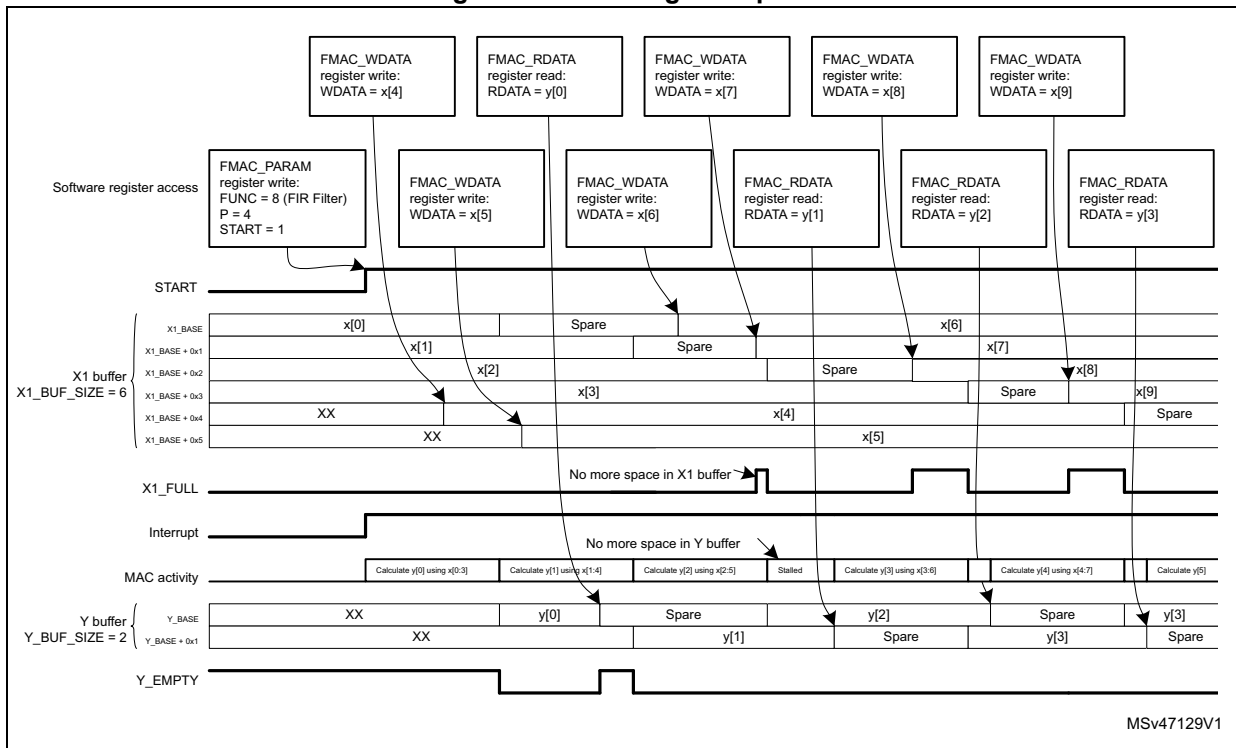 FMAC_WDATA
register write:
WDATA = x[4]
FMAC_RDATA
register read:
RDATA = y[0]
FMAC_WDATA
register write:
WDATA = x[7]
FMAC_WDATA
register write:
WDATA = x[8]
FMAC_WDATA
register write:
WDATA = x[9]
Software register access
FMAC_PARAM
register write:
FUNC = 8 (FIR Filter)
P = 4
START = 1
FMAC_WDATA
register write:
WDATA = x[5]
FMAC_WDATA
register write:
WDATA = x[6]
FMAC_RDATA
register read:
RDATA = y[1]
FMAC_RDATA
register read:
RDATA = y[2]
FMAC_RDATA
register read:
RDATA = y[3]
START
X1 buffer
X1_BUF_SIZE = 6
X1_BASE x[0] Spare x[6]
X1_BASE + 0x1 x[1] Spare x[7]
X1_BASE + 0x2 x[2] Spare x[8]
X1_BASE + 0x3 x[3] Spare x[9]
X1_BASE + 0x4 XX x[4] Spare
X1_BASE + 0x5 XX x[5]
No more space in X1 buffer
X1_FULL
Interrupt
No more space in Y buffer
MAC activity Calculate y[0] using x[0:3] Calculate y[1] using x[1:4] Calculate y[2] using x[2:5] Stalled Calculate y[3] using x[3:6] Calculate y[4] using x[4:7] Calculate y[5]
Y buffer
Y_BUF_SIZE = 2
Y_BASE XX y[0] Spare y[2] Spare y[3]
Y_BASE + 0x1 XX y[1] Spare y[3] Spare
Y_EMPTY
MSv47129V1